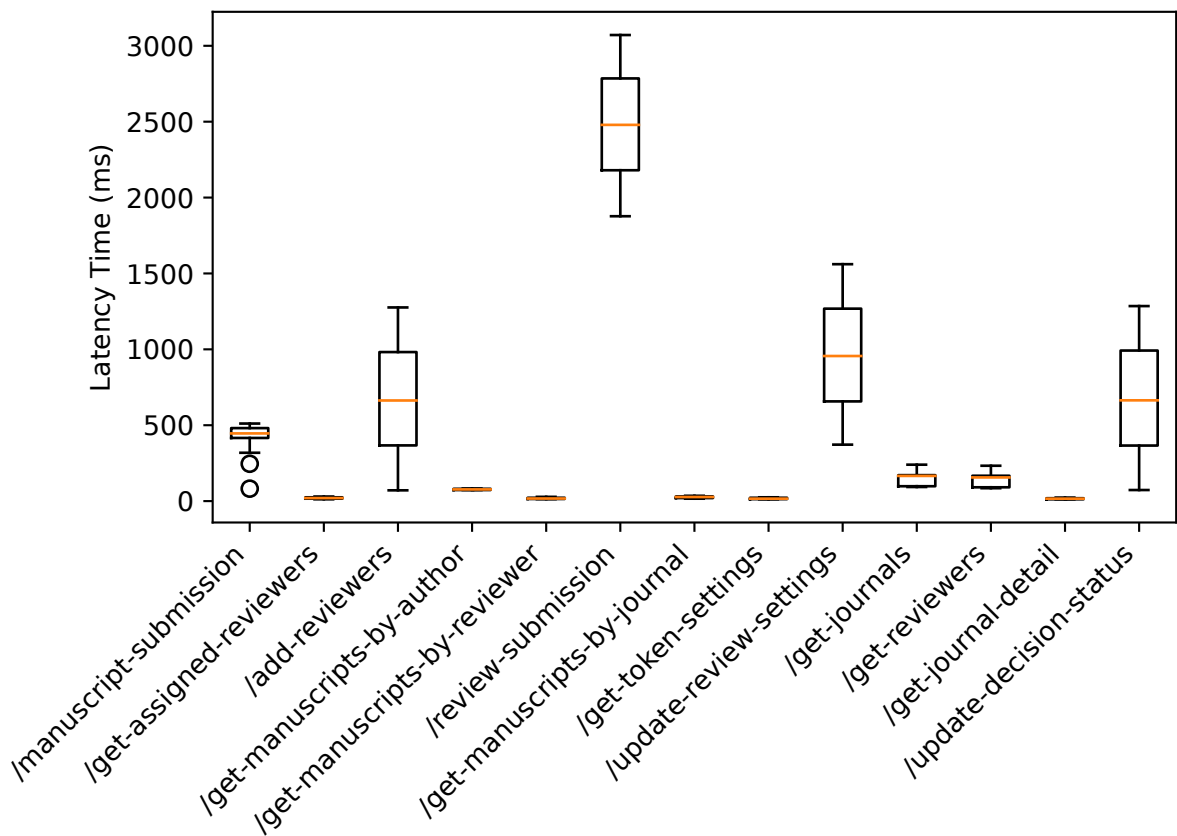 3000
2500
2000
1500
1000
500
0
Latency Time (ms)
/manuscript-submission
/get-assigned-reviewers
/add-reviewers
/get-manuscripts-by-author
/get-manuscripts-by-reviewer
/review-submission
/get-manuscripts-by-journal
/get-token-settings
/update-review-settings
/get-journals
/get-reviewers
/get-journal-detail
/update-decision-status